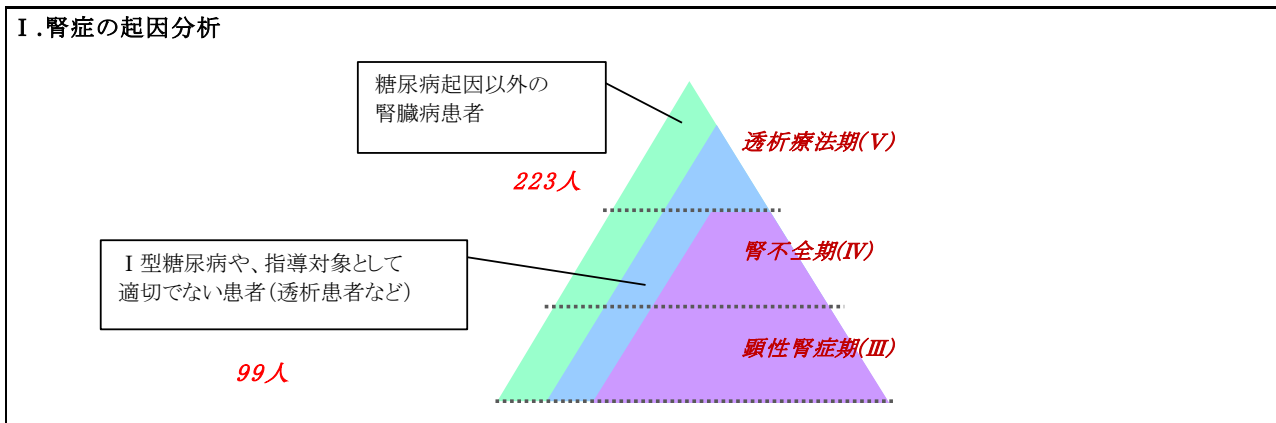 Ⅰ.腎症の起因分析
糖尿病起因以外の
腎臓病患者
223人
透析療法期(Ⅴ)
腎不全期(Ⅳ)
Ⅰ型糖尿病や、指導対象として
適切でない患者(透析患者など)
顕性腎症期(Ⅲ)
99人